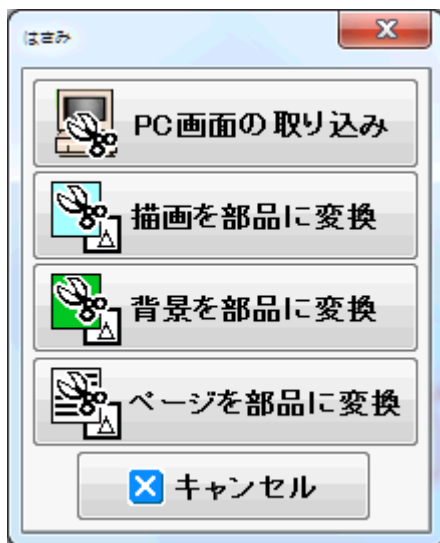 はさみ
PC画面の取り込み
描画を部品に変換
背景を部品に変換
ページを部品に変換
キャンセル